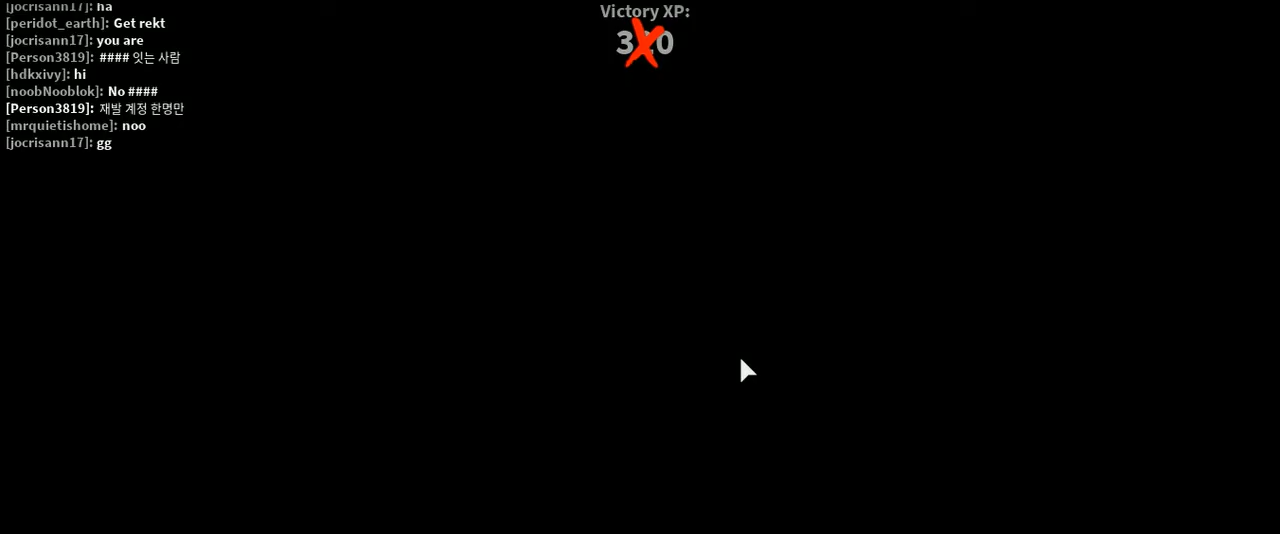 [jocrisann17]: ha
[peridot_earth]: Get rekt
[jocrisann17]: you are
[Person3819]: #### 잇는 사람
[hdkxivy]: hi
[noobNooblok]: No ####
[Person3819]: 재발 계정 한명만
[mrquietishome]: noo
[jocrisann17]: gg
Victory XP: